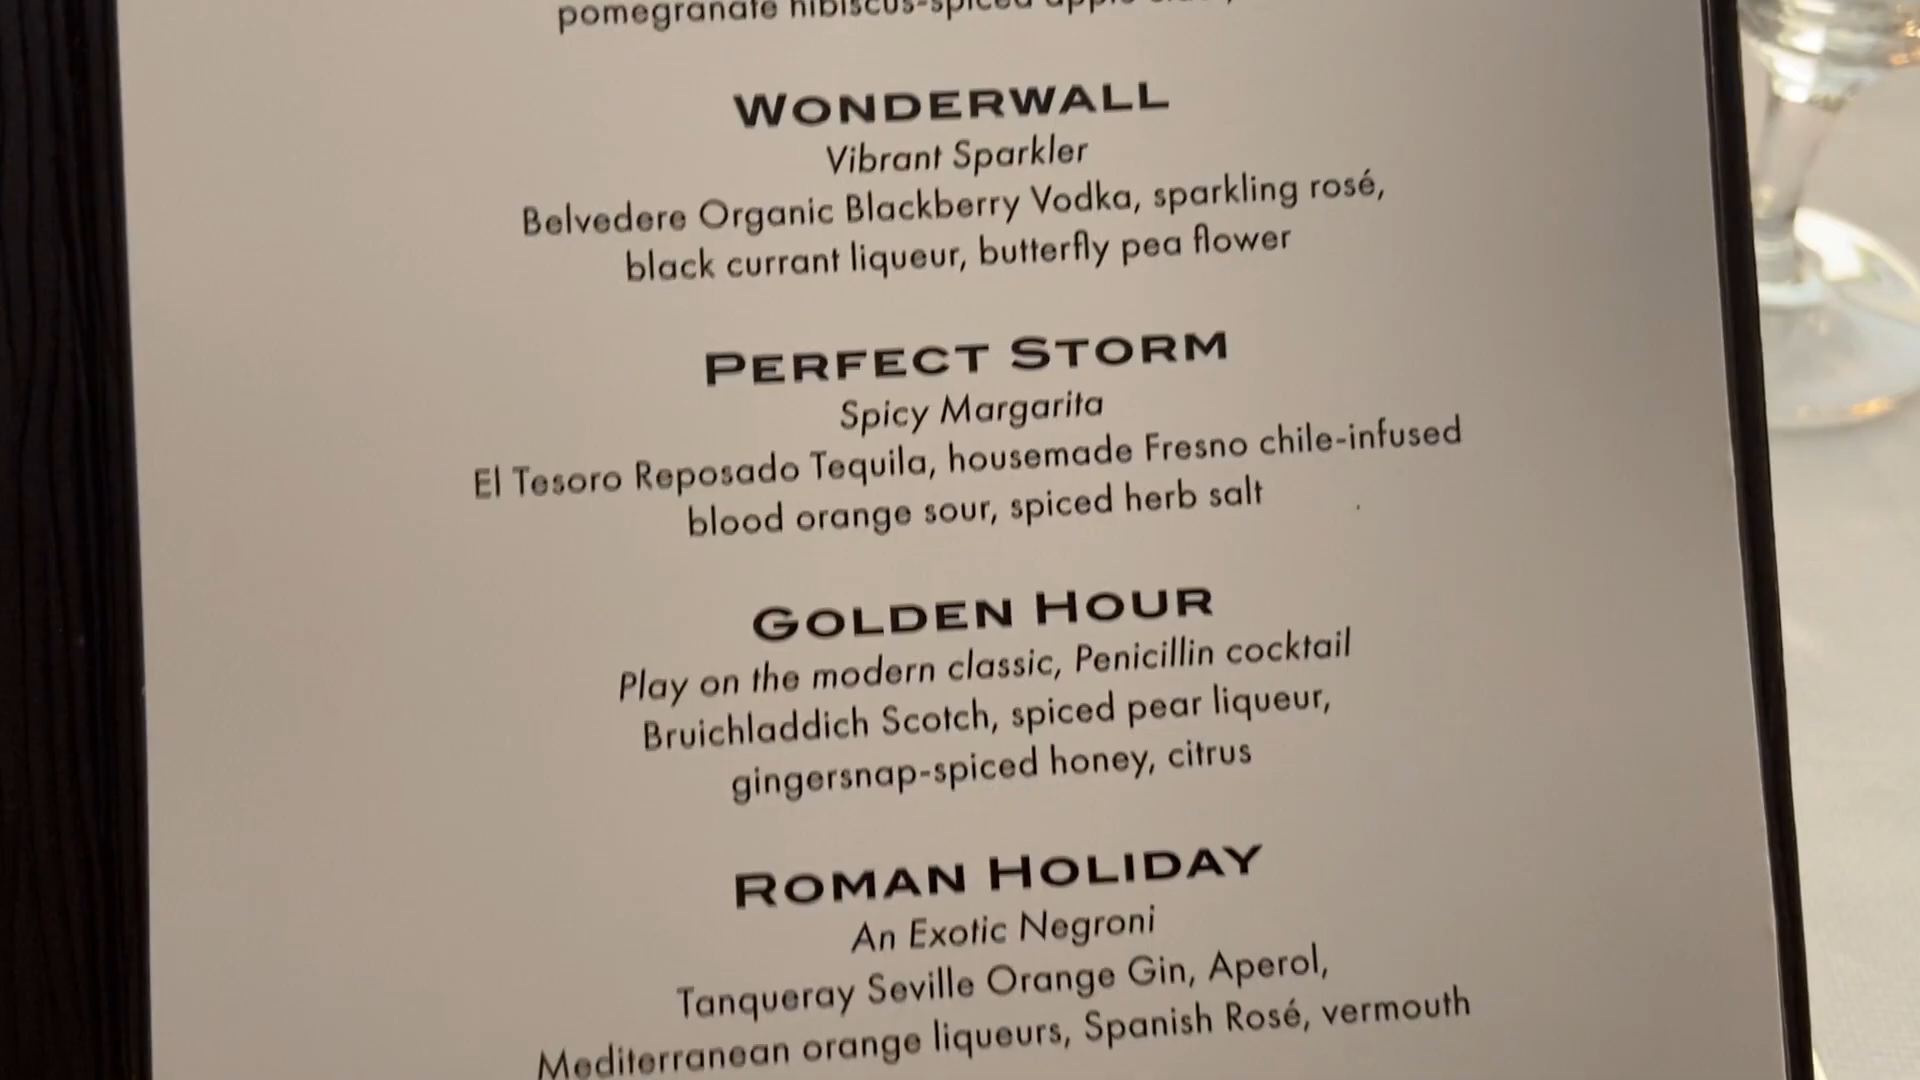 pomegranate hibiscus-spiced apple
WONDERWALL
Vibrant Sparkler
Belvedere Organic Blackberry Vodka, sparkling rosé,
black currant liqueur, butterfly pea flower
PERFECT STORM
Spicy Margarita
El Tesoro Reposado Tequila, housemade Fresno chile-infused
blood orange sour, spiced herb salt
GOLDEN HOUR
Play on the modern classic, Penicillin cocktail
Bruichladdich Scotch, spiced pear liqueur,
gingersnap-spiced honey, citrus
ROMAN HOLIDAY
An Exotic Negroni
Tanqueray Seville Orange Gin, Aperol,
Mediterranean orange liqueurs, Spanish Rosé, vermouth